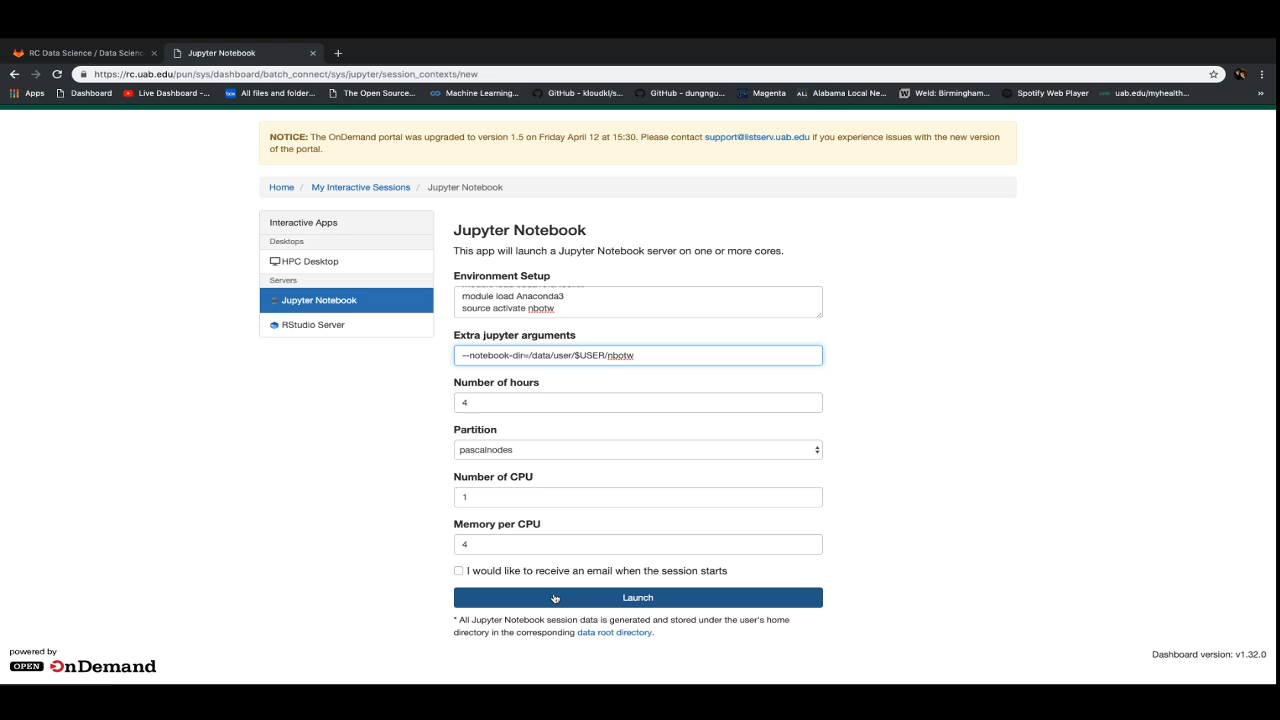 RC Data Science / Data Scienc
Jupyter Notebook
https://rc.uab.edu/pun/sys/dashboard/batch_connect/sys/jupyter/session_contexts/new
Apps Dashboard Live Dashboard -... All files and folder... The Open Source... Machine Learning... GitHub - kloudkl/s... GitHub - dungngu... Magenta Alabama Local Ne... Weld: Birmingham... Spotify Web Player uab.edu/myhealth... »
NOTICE: The OnDemand portal was upgraded to version 1.5 on Friday April 12 at 15:30. Please contact support@listserv.uab.edu if you experience issues with the new version
of the portal.
Home / My Interactive Sessions / Jupyter Notebook
Interactive Apps
Desktops
HPC Desktop
Servers
Jupyter Notebook
RStudio Server
Jupyter Notebook
This app will launch a Jupyter Notebook server on one or more cores.
Environment Setup
module load Anaconda3
source activate nbotw
Extra jupyter arguments
--notebook-dir=/data/user/$USER/nbotw
Number of hours
4
Partition
pascalnodes
Number of CPU
1
Memory per CPU
4
I would like to receive an email when the session starts
Launch
* All Jupyter Notebook session data is generated and stored under the user's home
directory in the corresponding data root directory.
powered by
OPEN OnDemand
Dashboard version: v1.32.0